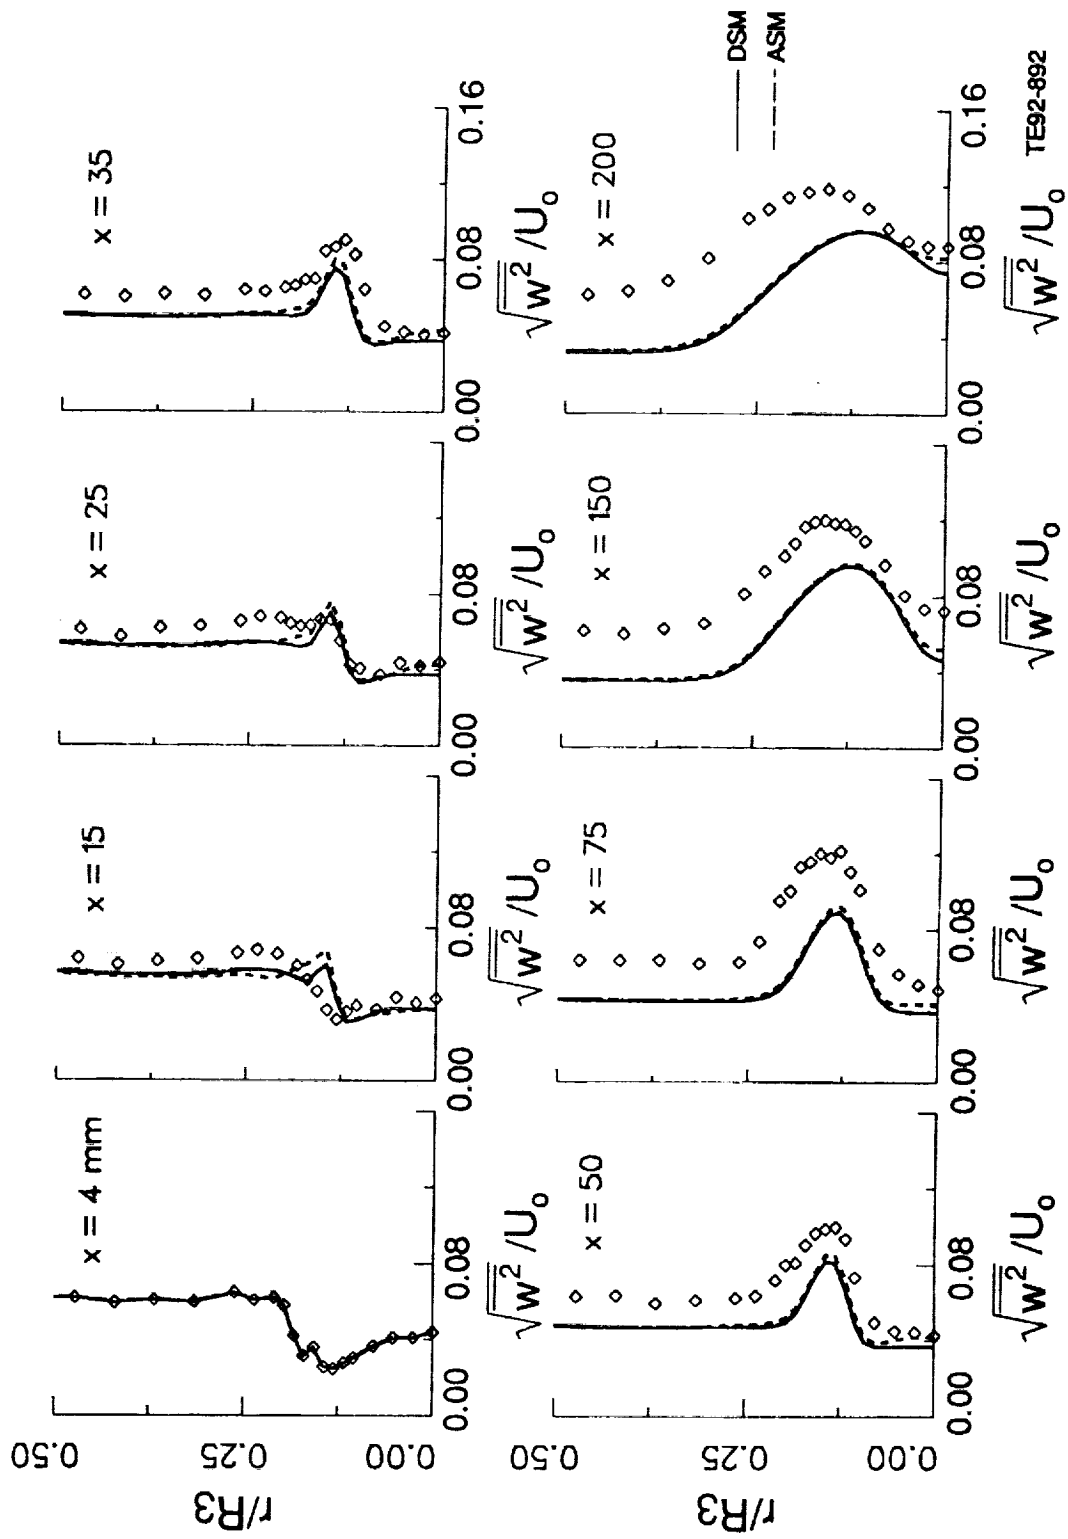 x = 4 mm
x = 15
x = 25
x = 35
r/R3
0.50
0.25
0.00
0.00
0.08
0.00
0.08
0.00
0.08
0.00
0.08
0.16
√w² /U₀
√w² /U₀
√w² /U₀
√w² /U₀
x = 50
x = 75
x = 150
x = 200
DSM
ASM
r/R3
0.50
0.25
0.00
0.00
0.08
0.00
0.08
0.00
0.08
0.00
0.08
0.16
√w² /U₀
√w² /U₀
√w² /U₀
√w² /U₀
TE92-892